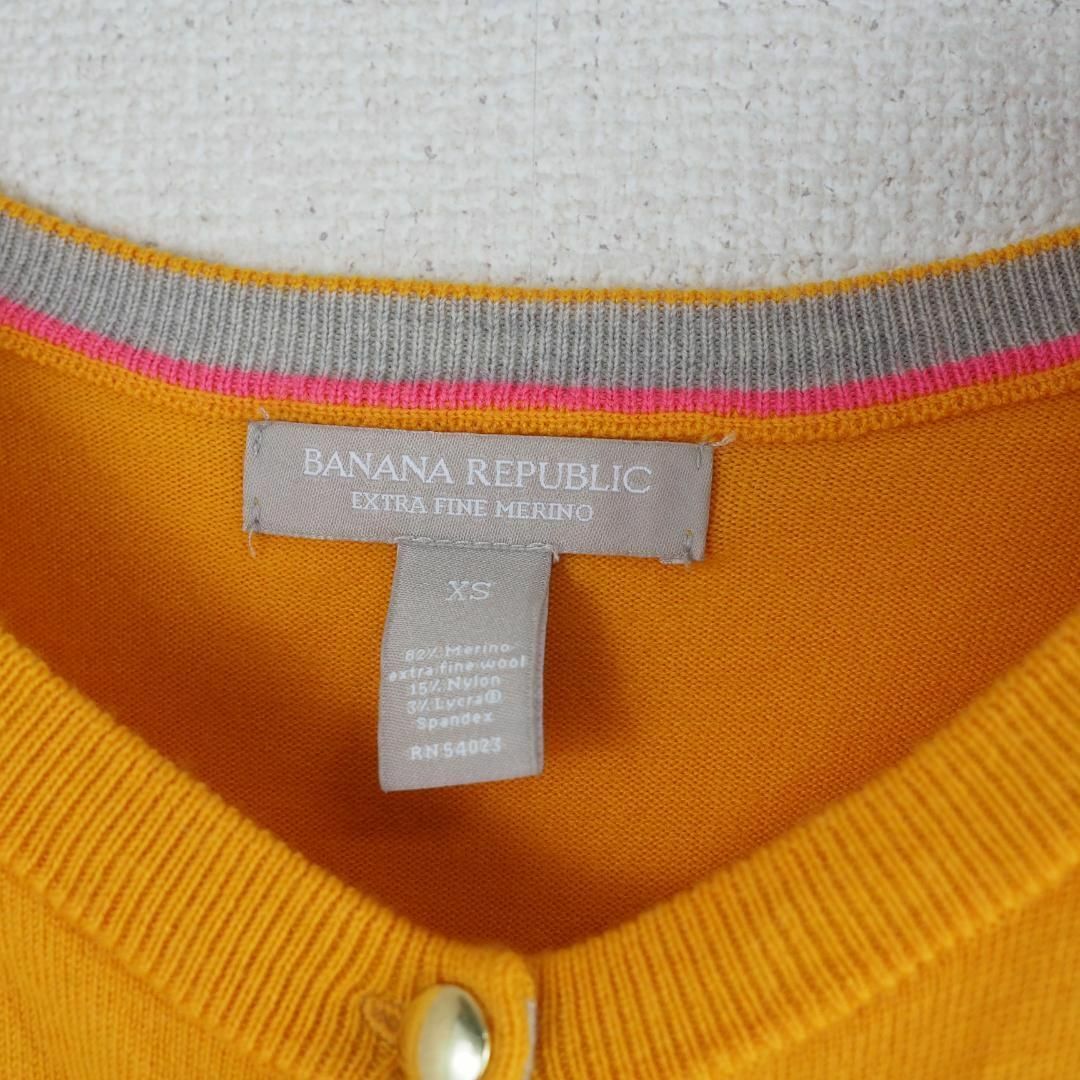 BANANA REPUBLIC
EXTRA FINE MERINO
XS
82% Merino
extra fine wool
15% Nylon
3% Lycra®
Spandex
RN 54023